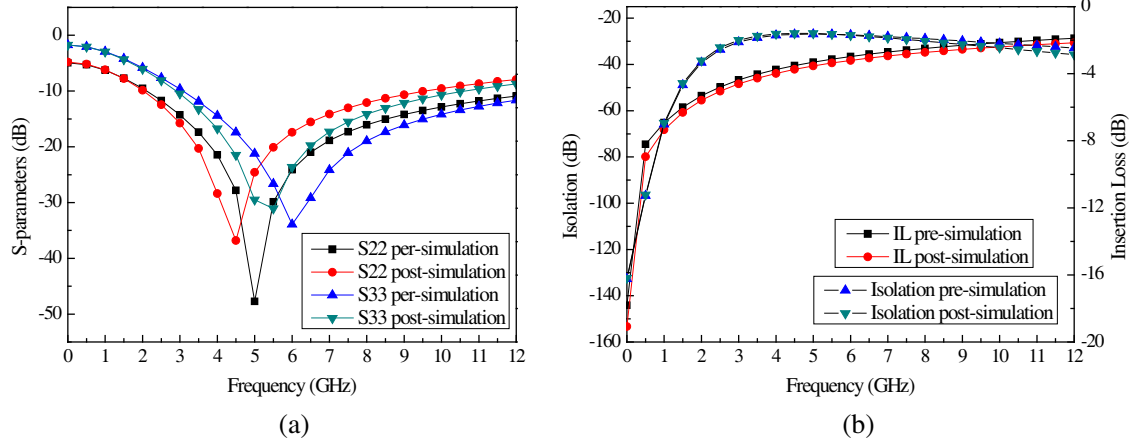 0
-10
-20
-30
-40
-50
S-parameters (dB)
S22 per-simulation
S22 post-simulation
S33 per-simulation
S33 post-simulation
0 1 2 3 4 5 6 7 8 9 10 11 12
Frequency (GHz)
(a)
-20
-40
-60
-80
-100
-120
-140
-160
Isolation (dB)
IL pre-simulation
IL post-simulation
Isolation pre-simulation
Isolation post-simulation
0 1 2 3 4 5 6 7 8 9 10 11 12
Frequency (GHz)
0
-4
-8
-12
-16
-20
Insertion Loss (dB)
(b)